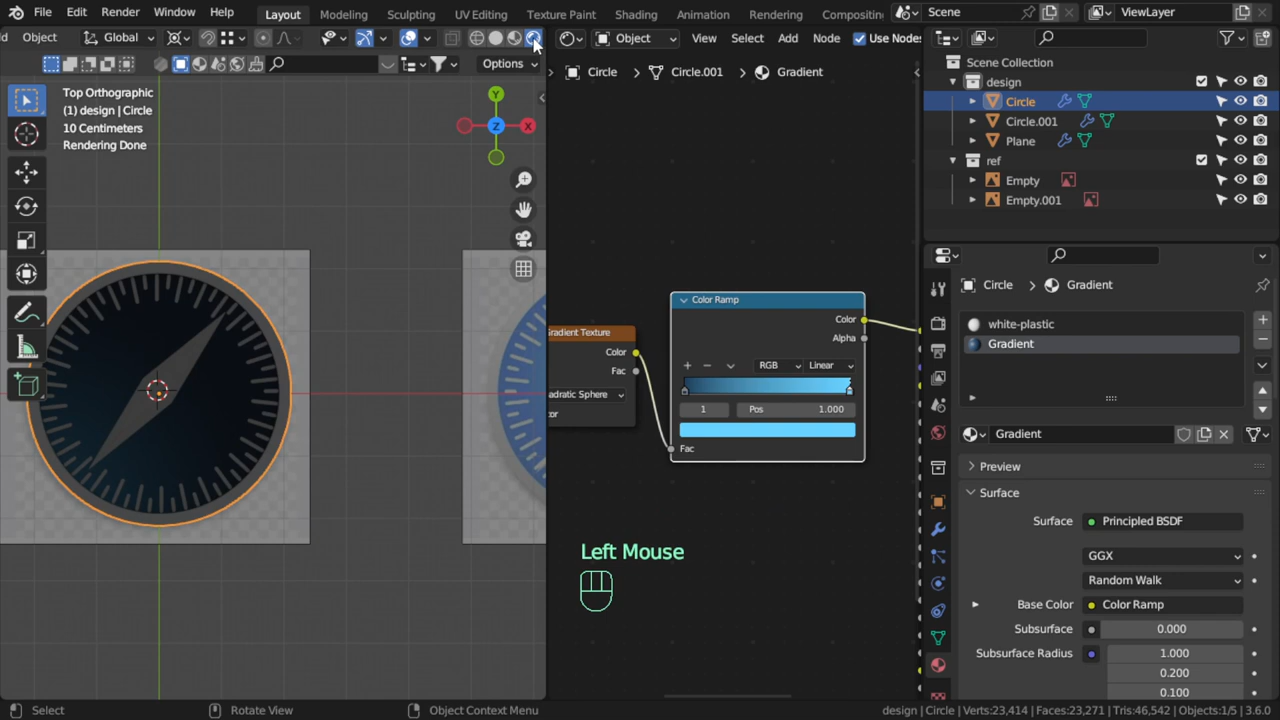 File Edit Render Window Help
Layout Modeling Sculpting UV Editing Texture Paint Shading Animation Rendering Compositin
Scene
ViewLayer
Object Global
Object View Select Add Node Use Nodes
Options
Circle Circle.001 Gradient
Top Orthographic
(1) design | Circle
10 Centimeters
Rendering Done
Y
Z
X
Gradient Texture
Color
Fac
adratic Sphere
tor
Color Ramp
Color
Alpha
RGB Linear
1 Pos 1.000
Fac
Left Mouse
Scene Collection
design
Circle
Circle.001
Plane
ref
Empty
Empty.001
Circle Gradient
white-plastic
Gradient
Gradient
Preview
Surface
Surface Principled BSDF
GGX
Random Walk
Base Color Color Ramp
Subsurface 0.000
Subsurface Radius 1.000
0.200
0.100
Select Rotate View Object Context Menu
design | Circle | Verts:23,414 | Faces:23,271 | Tris:46,542 | Objects:1/5 | 3.6.0